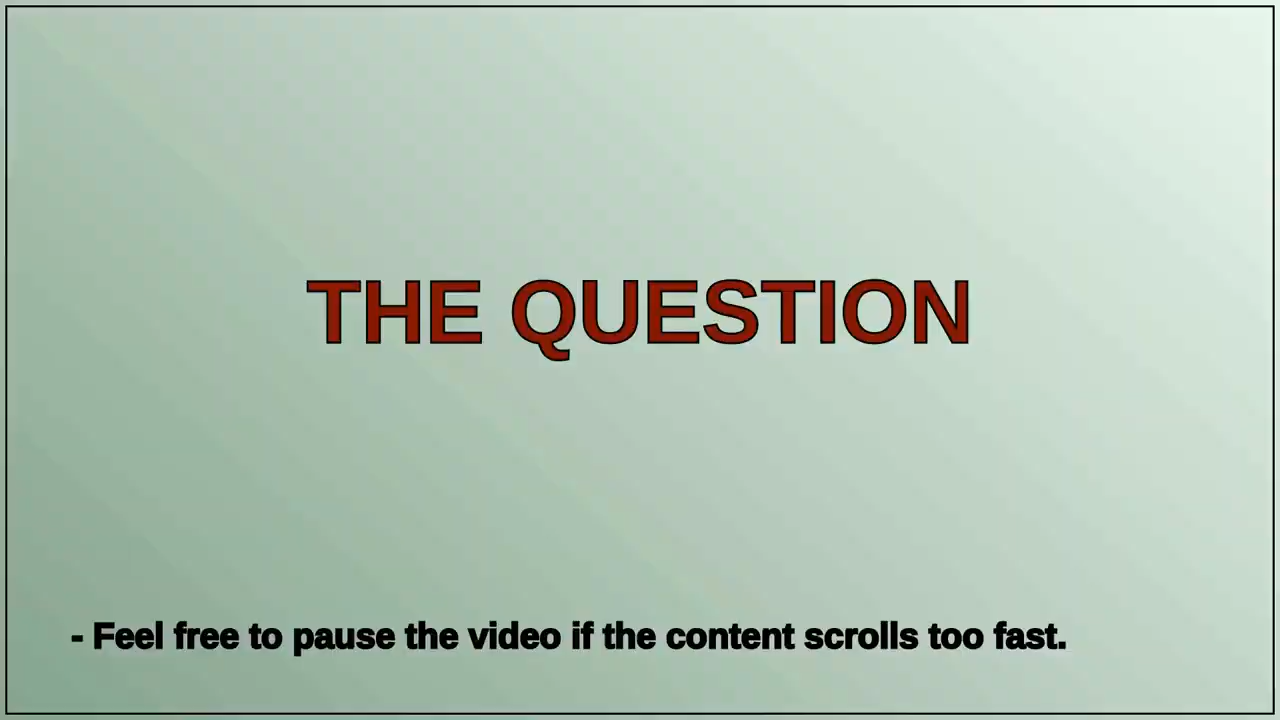 THE QUESTION
- Feel free to pause the video if the content scrolls too fast.